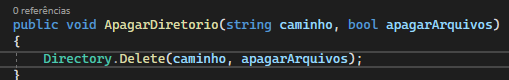 0 referências
public void ApagarDiretorio(string caminho, bool apagarArquivos)
{
Directory.Delete(caminho, apagarArquivos);
}